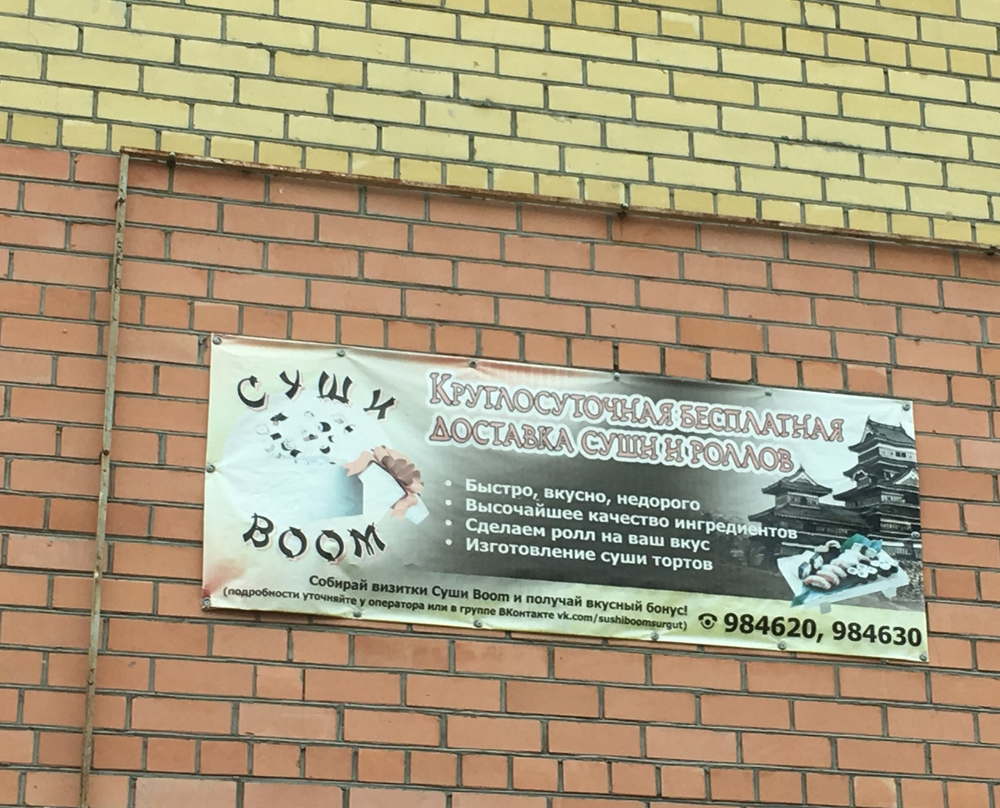 СУШИ
BOOM
КРУГЛОСУТОЧНАЯ БЕСПЛАТНАЯ
ДОСТАВКА СУШИ И РОЛЛОВ
• Быстро, вкусно, недорого
• Высочайшее качество ингредиентов
• Сделаем ролл на ваш вкус
• Изготовление суши тортов
Собирай визитки Суши Boom и получай вкусный бонус!
(подробности уточняйте у оператора или в группе ВКонтакте vk.com/sushiboomsurgut)
☎ 984620, 984630